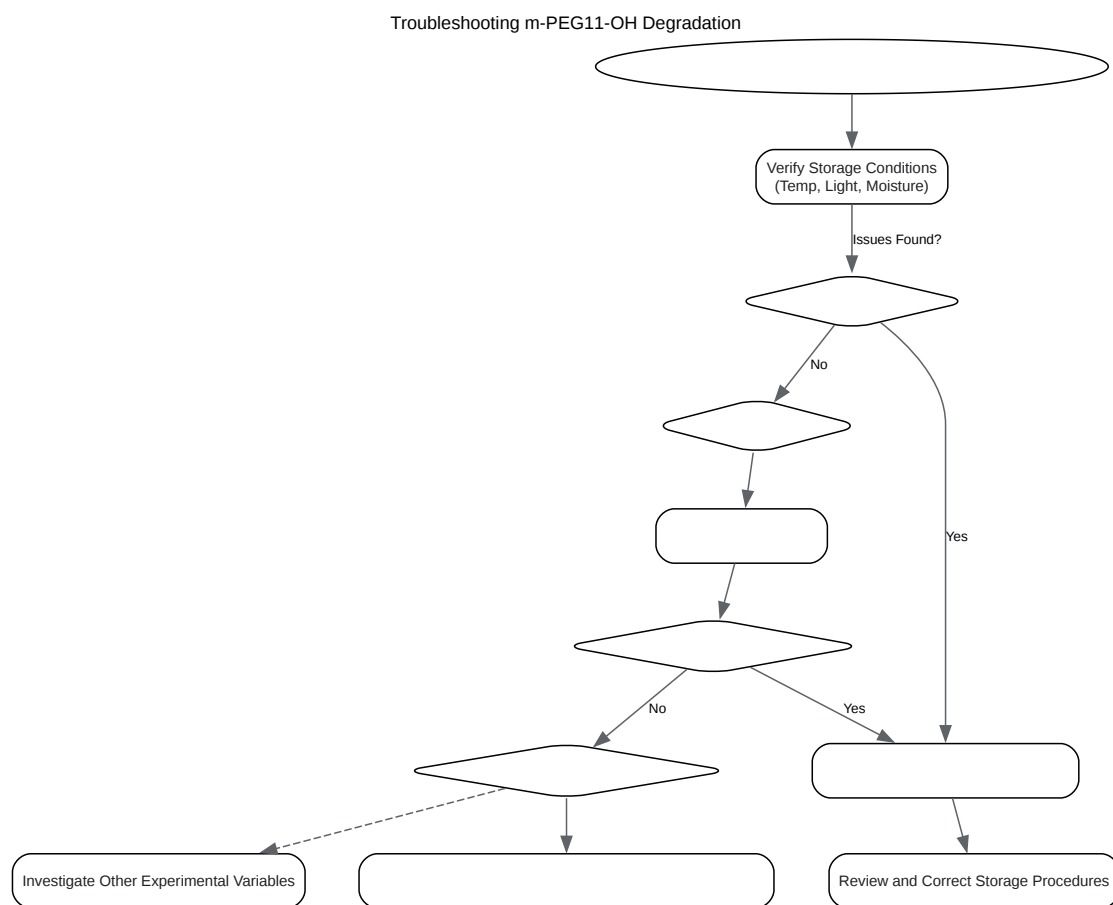 Troubleshooting m-PEG11-OH Degradation
Verify Storage Conditions
(Temp, Light, Moisture)
Issues Found?
No
Yes
No
Yes
Investigate Other Experimental Variables
Review and Correct Storage Procedures